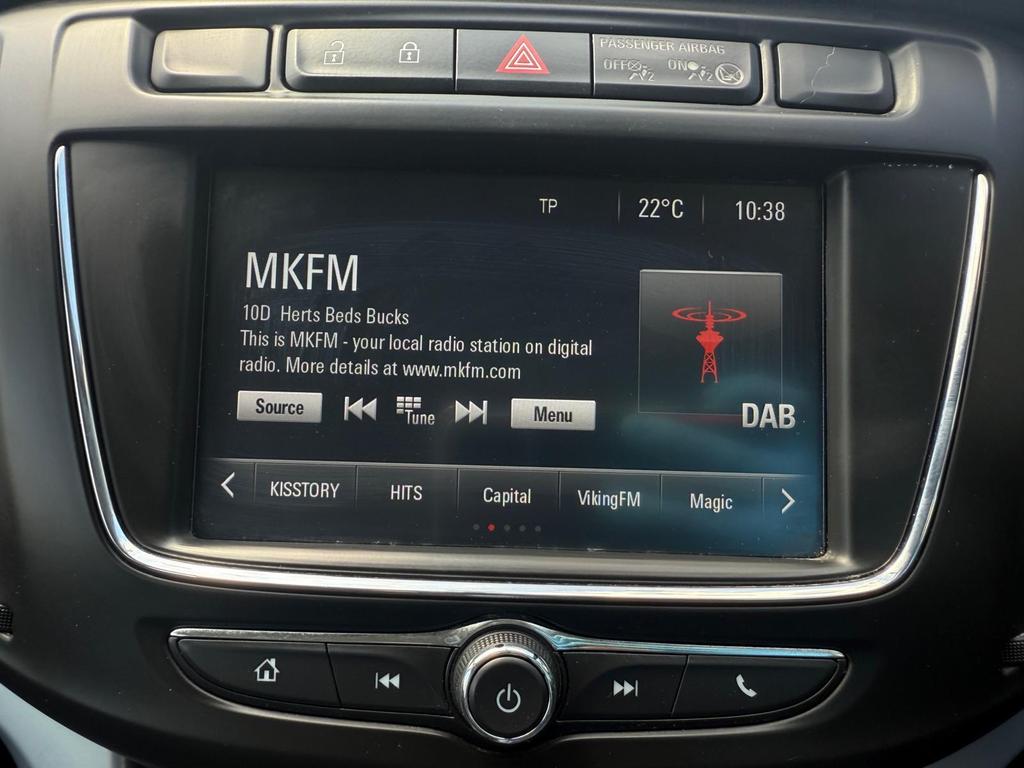 PASSENGER AIRBAG
OFF 2 ON 2
TP 22°C 10:38
MKFM
10D Herts Beds Bucks
This is MKFM - your local radio station on digital
radio. More details at www.mkfm.com
Source Tune Menu
DAB
KISSTORY HITS Capital VikingFM Magic